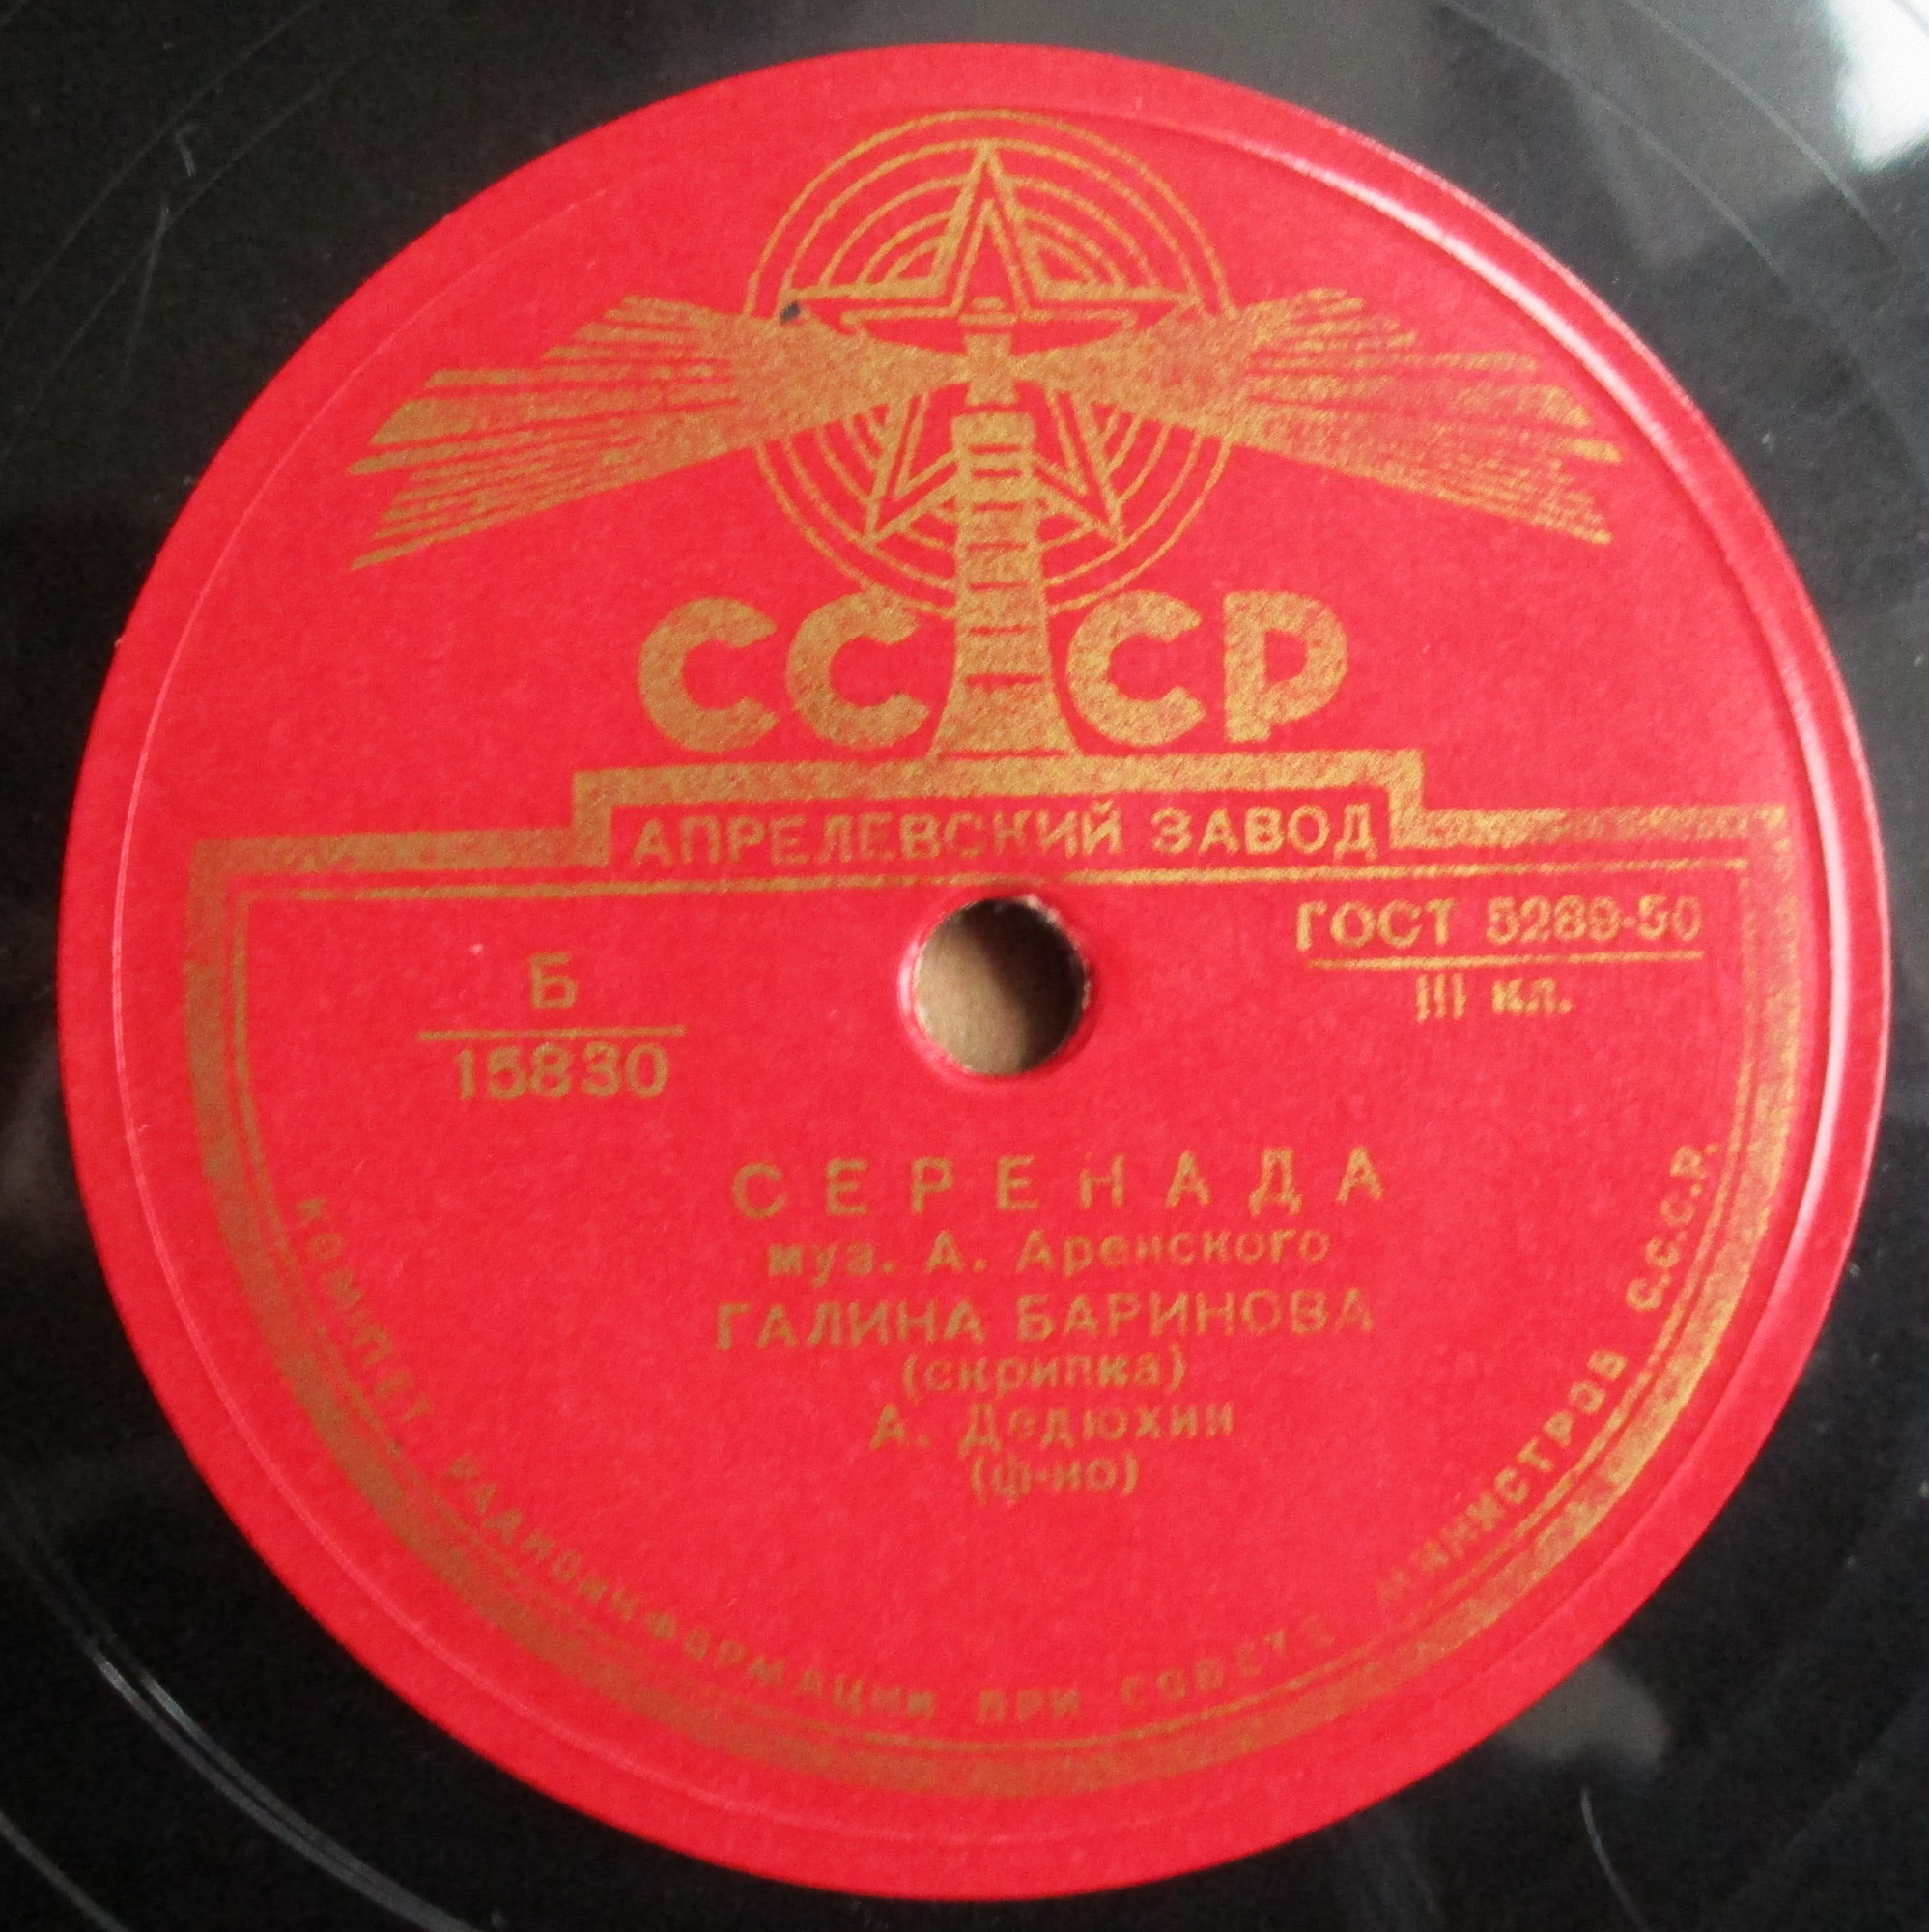 СССР
АПРЕЛЕВСКИЙ ЗАВОД
ГОСТ 5289-50
III кл.
Б
15830
СЕРЕНАДА
муз. А. Аренского
ГАЛИНА БАРИНОВА
(скрипка)
А. Дедюхин
(ф-но)
КОМИТЕТ РАДИОИНФОРМАЦИИ ПРИ СОВЕТЕ МИНИСТРОВ С.С.С.Р.